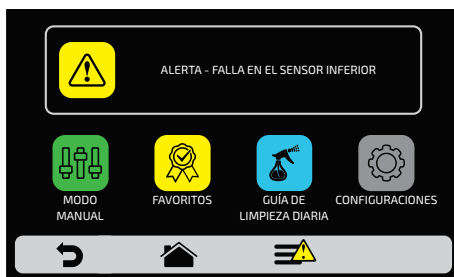 ALERTA - FALLA EN EL SENSOR INFERIOR
MODO
MANUAL
FAVORITOS
GUÍA DE
LIMPIEZA DIARIA
CONFIGURACIONES